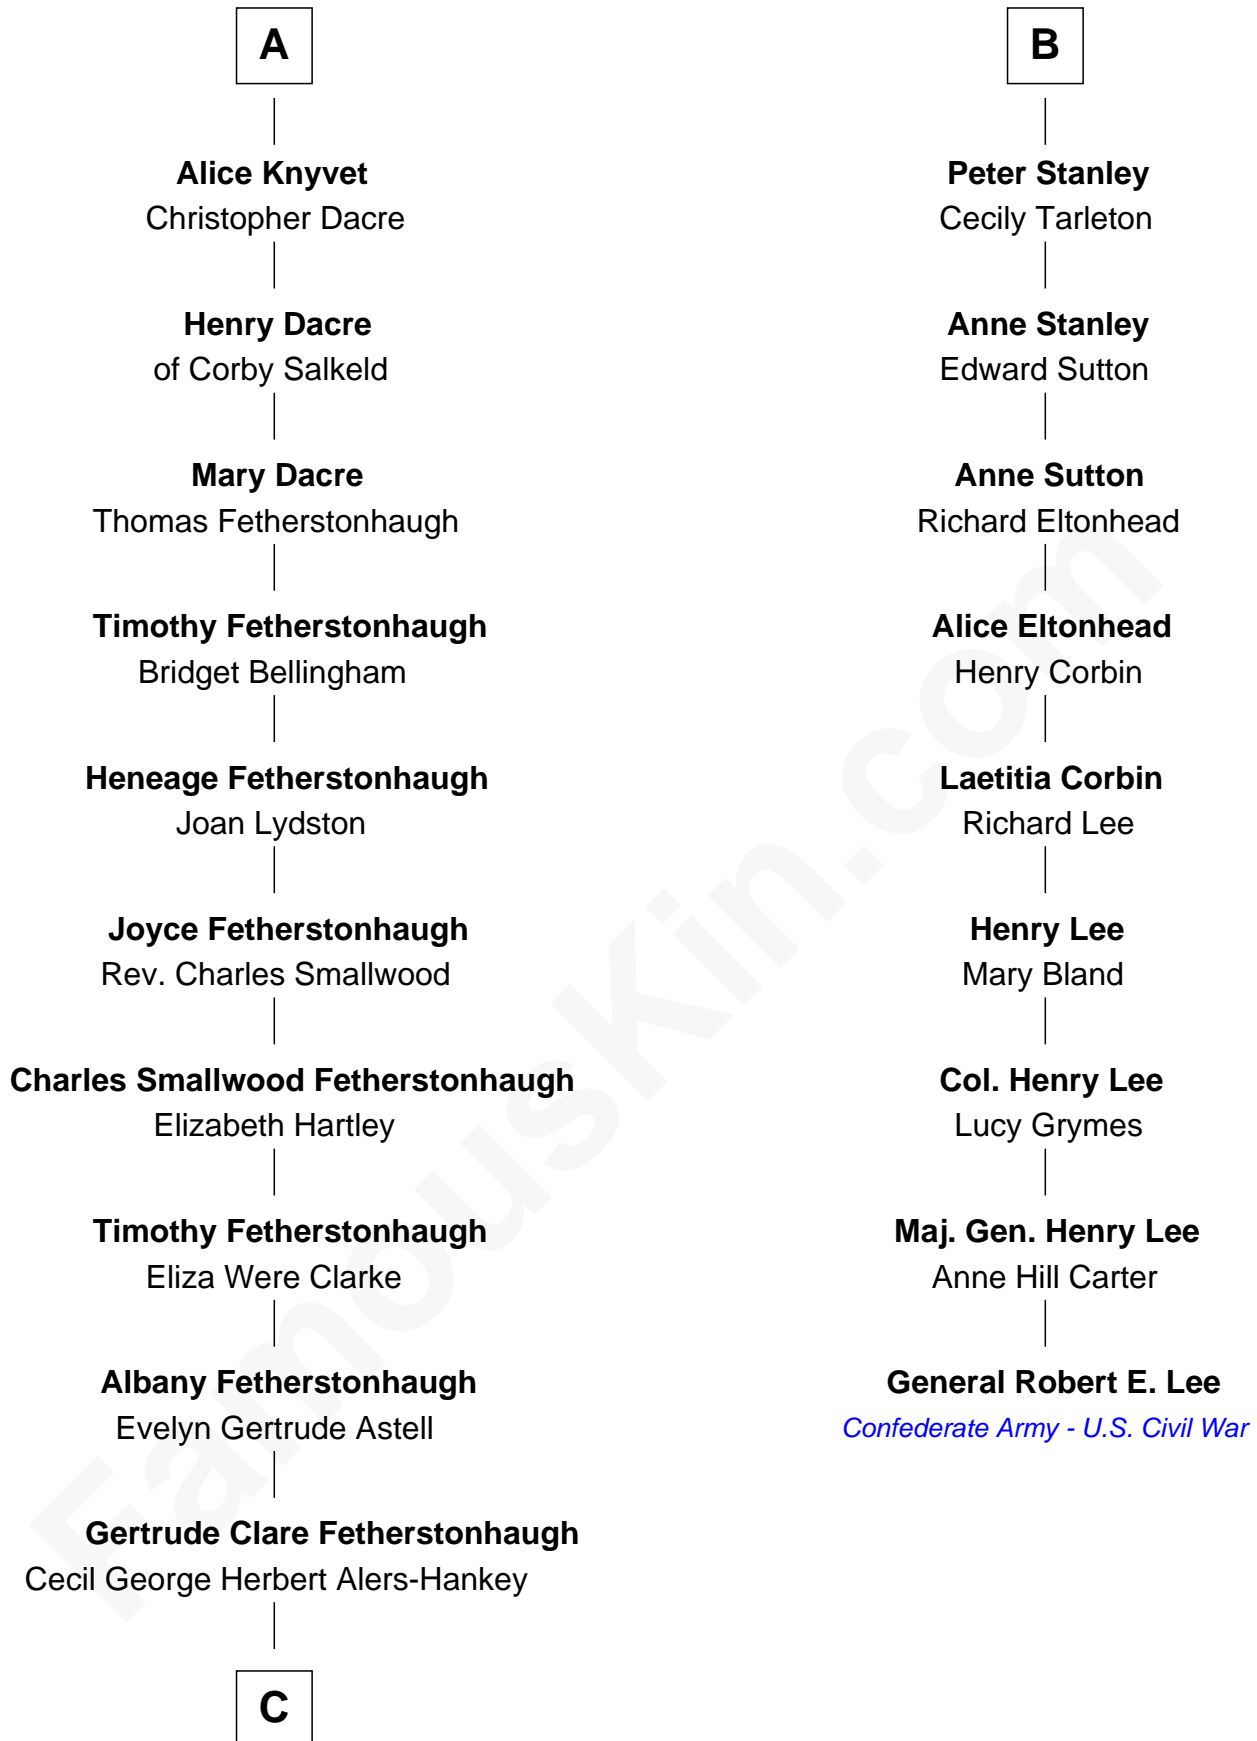 A
Alice Knyvet
Christopher Dacre
Henry Dacre
of Corby Salkeld
Mary Dacre
Thomas Fetherstonhaugh
Timothy Fetherstonhaugh
Bridget Bellingham
Heneage Fetherstonhaugh
Joan Lydston
Joyce Fetherstonhaugh
Rev. Charles Smallwood
Charles Smallwood Fetherstonhaugh
Elizabeth Hartley
Timothy Fetherstonhaugh
Eliza Were Clarke
Albany Fetherstonhaugh
Evelyn Gertrude Astell
Gertrude Clare Fetherstonhaugh
Cecil George Herbert Alers-Hankey
C
B
Peter Stanley
Cecily Tarleton
Anne Stanley
Edward Sutton
Anne Sutton
Richard Eltonhead
Alice Eltonhead
Henry Corbin
Laetitia Corbin
Richard Lee
Henry Lee
Mary Bland
Col. Henry Lee
Lucy Grymes
Maj. Gen. Henry Lee
Anne Hill Carter
General Robert E. Lee
Confederate Army - U.S. Civil War
FamousKin.com